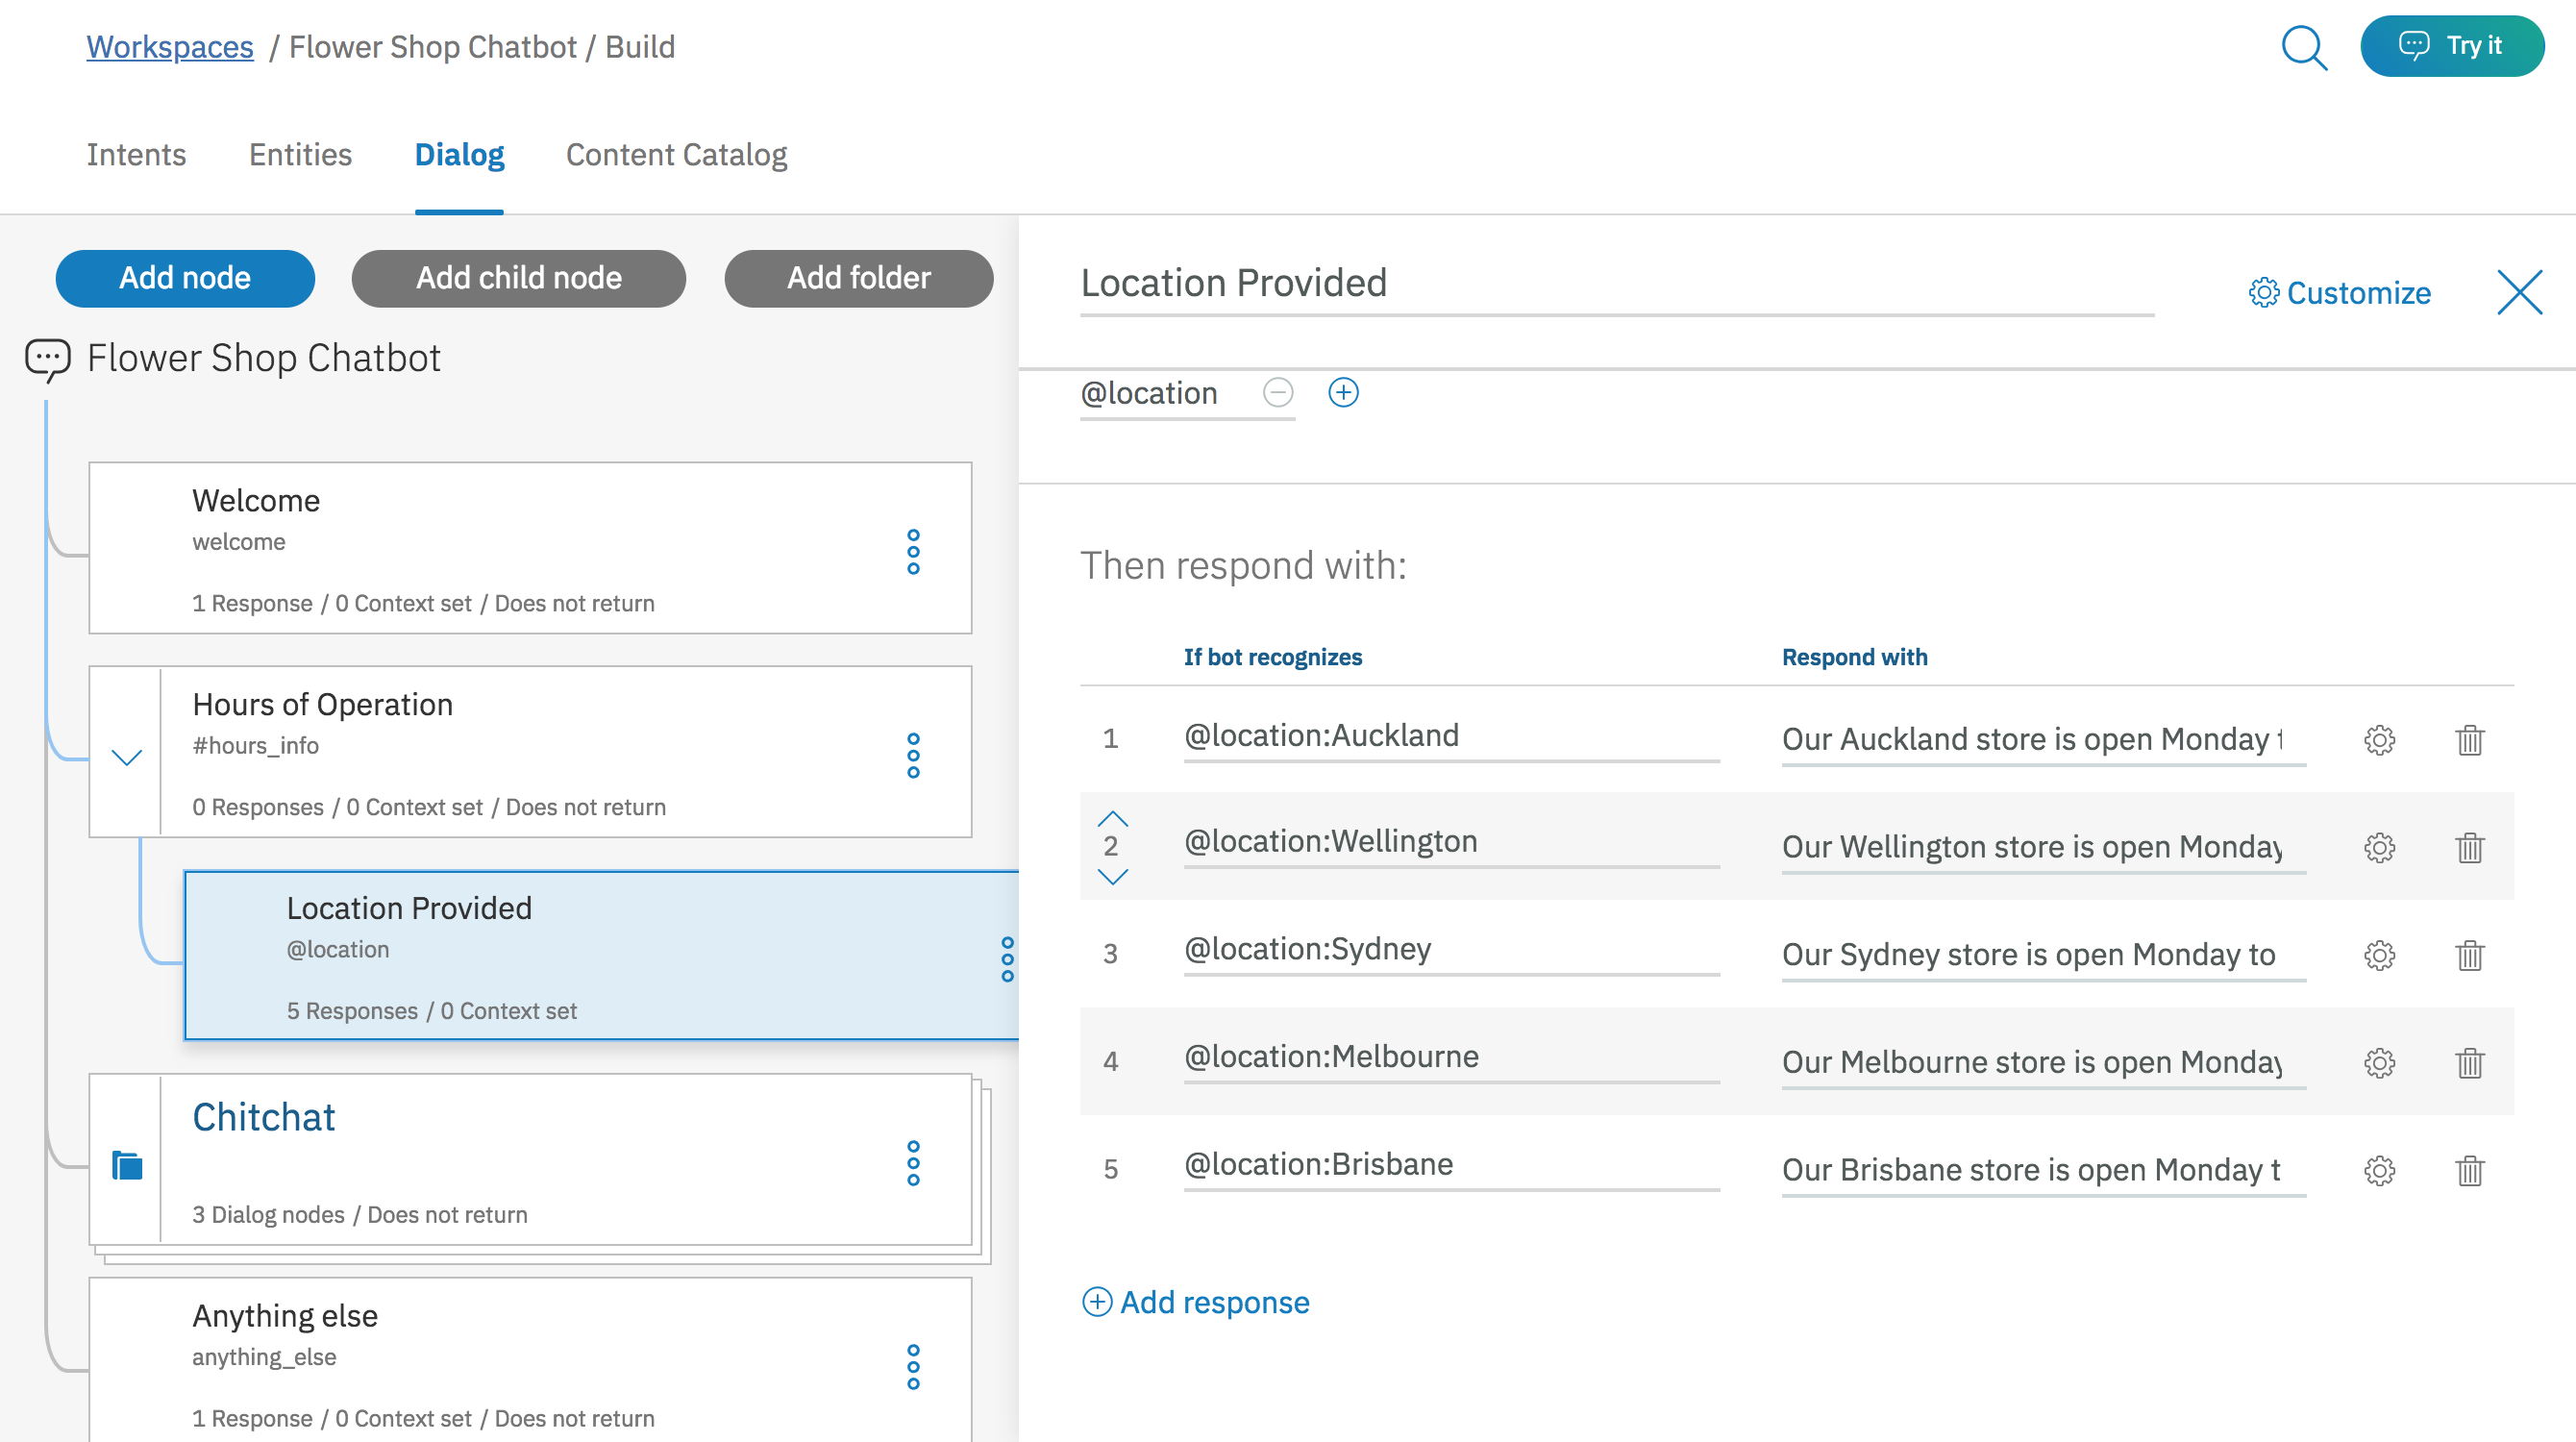 Workspaces / Flower Shop Chatbot / Build
Try it
Intents Entities Dialog Content Catalog
Add node Add child node Add folder
Flower Shop Chatbot
Welcome
welcome
1 Response / 0 Context set / Does not return
Hours of Operation
#hours_info
0 Responses / 0 Context set / Does not return
Location Provided
@location
5 Responses / 0 Context set
Chitchat
3 Dialog nodes / Does not return
Anything else
anything_else
1 Response / 0 Context set / Does not return
Location Provided
Customize
@location
Then respond with:
If bot recognizes Respond with
1 @location:Auckland Our Auckland store is open Monday
2 @location:Wellington Our Wellington store is open Monday
3 @location:Sydney Our Sydney store is open Monday to
4 @location:Melbourne Our Melbourne store is open Monday
5 @location:Brisbane Our Brisbane store is open Monday t
Add response